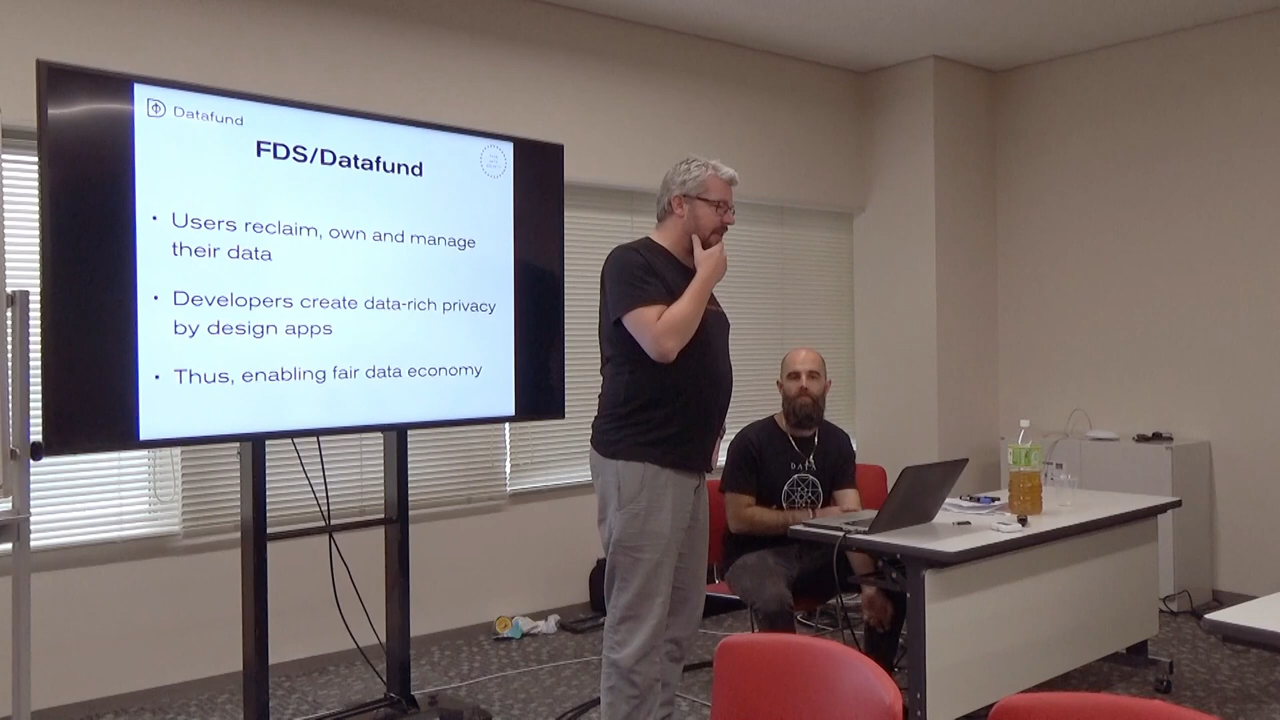 Datafund
FDS/Datafund
• Users reclaim, own and manage
their data
• Developers create data-rich privacy
by design apps
• Thus, enabling fair data economy
DATA